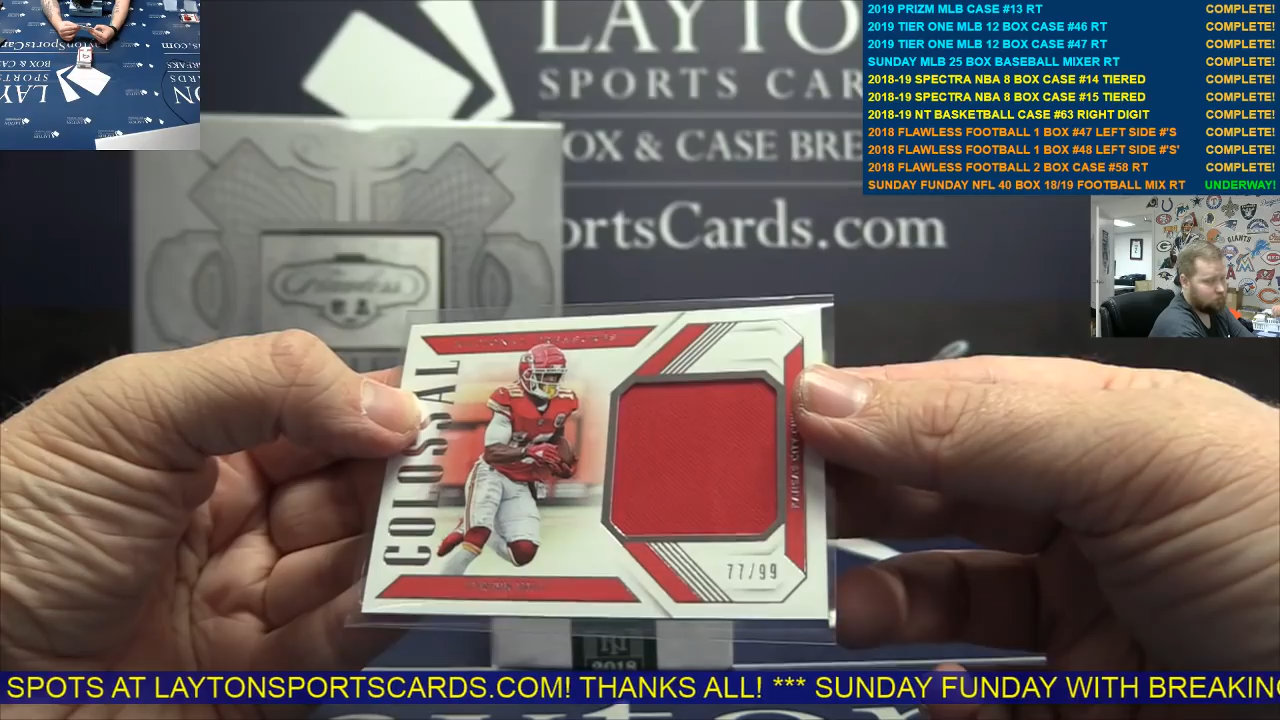 2019 PRIZM MLB CASE #13 RT COMPLETE!
2019 TIER ONE MLB 12 BOX CASE #46 RT COMPLETE!
2019 TIER ONE MLB 12 BOX CASE #47 RT COMPLETE!
SUNDAY MLB 25 BOX BASEBALL MIXER RT COMPLETE!
2018-19 SPECTRA NBA 8 BOX CASE #14 TIERED COMPLETE!
2018-19 SPECTRA NBA 8 BOX CASE #15 TIERED COMPLETE!
2018-19 NT BASKETBALL CASE #63 RIGHT DIGIT COMPLETE!
2018 FLAWLESS FOOTBALL 1 BOX #47 LEFT SIDE #'S COMPLETE!
2018 FLAWLESS FOOTBALL 1 BOX #48 LEFT SIDE #'S' COMPLETE!
2018 FLAWLESS FOOTBALL 2 BOX CASE #58 RT COMPLETE!
SUNDAY FUNDAY NFL 40 BOX 18/19 FOOTBALL MIX RT UNDERWAY!
LAYTO
SPORTS CAR
OX & CASE BRE
ortsCards.com
Flawless
GIANTS
COLOSSAL
KANSAS CITY
77/99
2018
SPOTS AT LAYTONSPORTSCARDS.COM! THANKS ALL! *** SUNDAY FUNDAY WITH BREAKIN